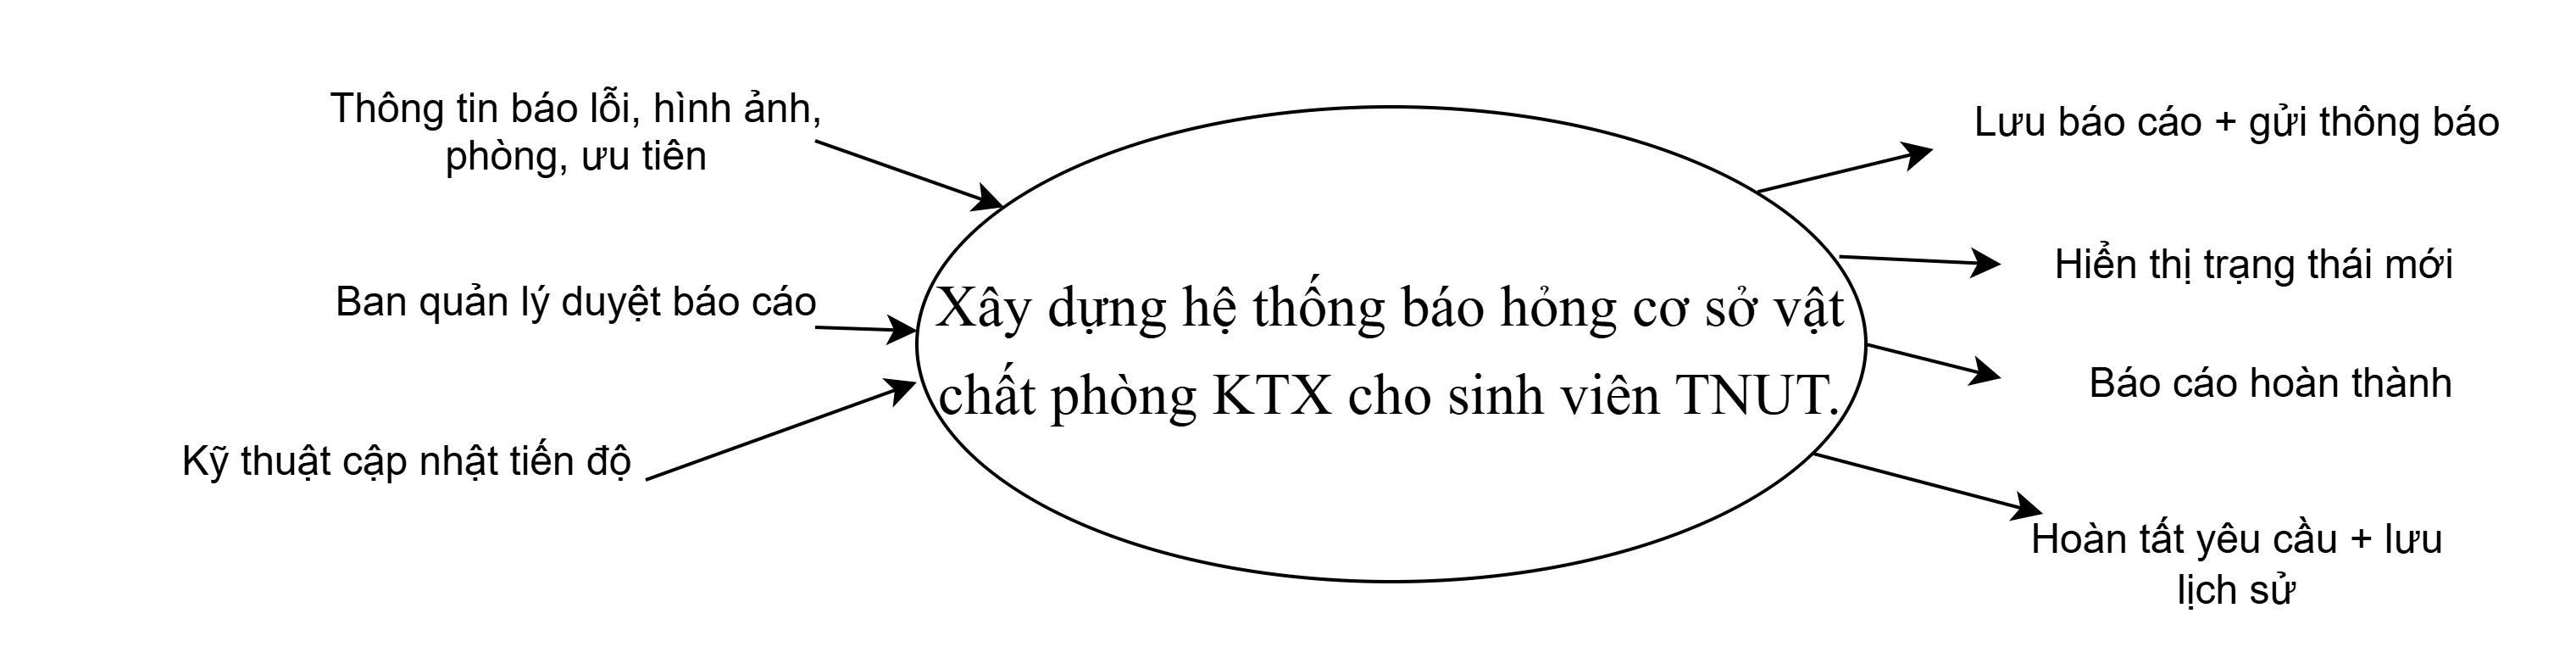 Thông tin báo lỗi, hình ảnh,
phòng, ưu tiên
Ban quản lý duyệt báo cáo
Kỹ thuật cập nhật tiến độ
Xây dựng hệ thống báo hỏng cơ sở vật
chất phòng KTX cho sinh viên TNUT.
Lưu báo cáo + gửi thông báo
Hiển thị trạng thái mới
Báo cáo hoàn thành
Hoàn tất yêu cầu + lưu
lịch sử